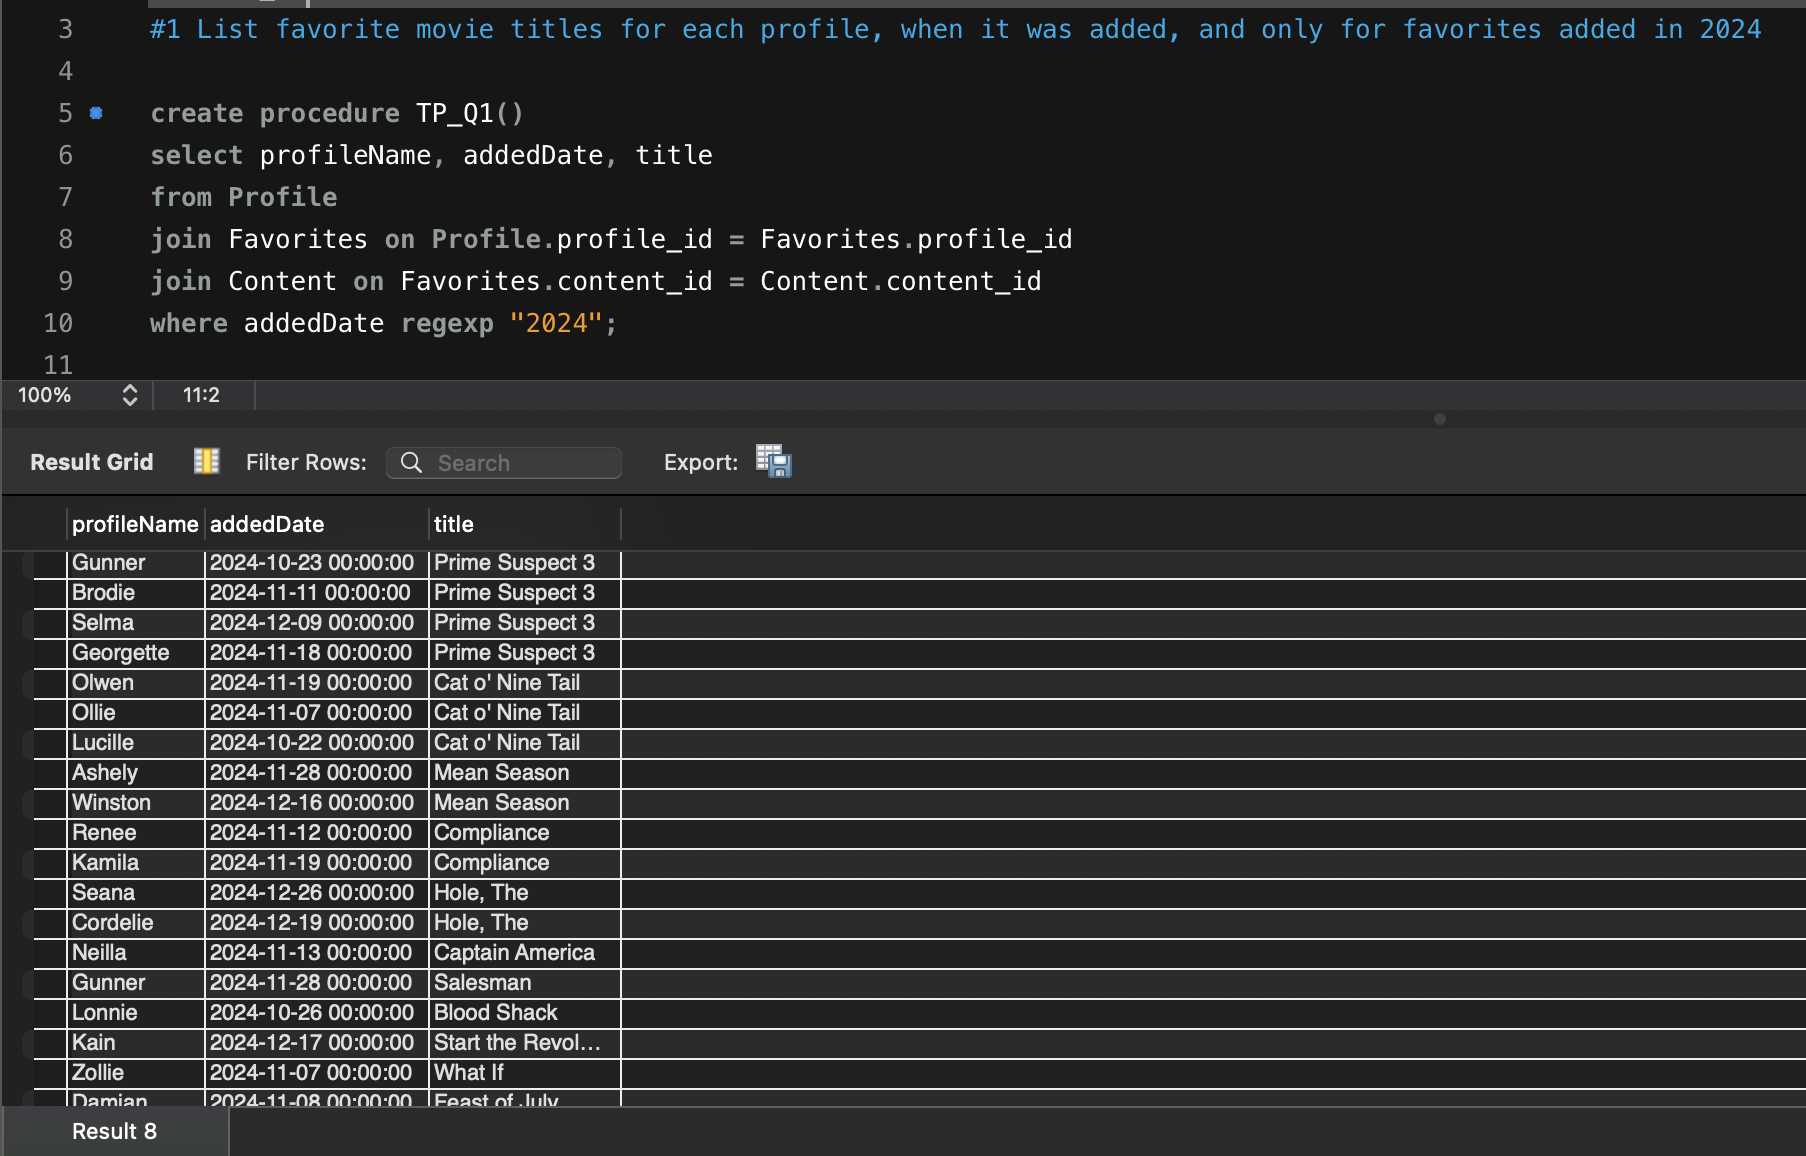 3 #1 List favorite movie titles for each profile, when it was added, and only for favorites added in 2024
4
5 create procedure TP_Q1()
6 select profileName, addedDate, title
7 from Profile
8 join Favorites on Profile.profile_id = Favorites.profile_id
9 join Content on Favorites.content_id = Content.content_id
10 where addedDate regexp "2024";
11
100% 11:2
Result Grid Filter Rows: Search Export:
profileName addedDate title
Gunner 2024-10-23 00:00:00 Prime Suspect 3
Brodie 2024-11-11 00:00:00 Prime Suspect 3
Selma 2024-12-09 00:00:00 Prime Suspect 3
Georgette 2024-11-18 00:00:00 Prime Suspect 3
Olwen 2024-11-19 00:00:00 Cat o' Nine Tail
Ollie 2024-11-07 00:00:00 Cat o' Nine Tail
Lucille 2024-10-22 00:00:00 Cat o' Nine Tail
Ashely 2024-11-28 00:00:00 Mean Season
Winston 2024-12-16 00:00:00 Mean Season
Renee 2024-11-12 00:00:00 Compliance
Kamila 2024-11-19 00:00:00 Compliance
Seana 2024-12-26 00:00:00 Hole, The
Cordelie 2024-12-19 00:00:00 Hole, The
Neilla 2024-11-13 00:00:00 Captain America
Gunner 2024-11-28 00:00:00 Salesman
Lonnie 2024-10-26 00:00:00 Blood Shack
Kain 2024-12-17 00:00:00 Start the Revol...
Zollie 2024-11-07 00:00:00 What If
Damian 2024-11-08 00:00:00 Feast of July
Result 8